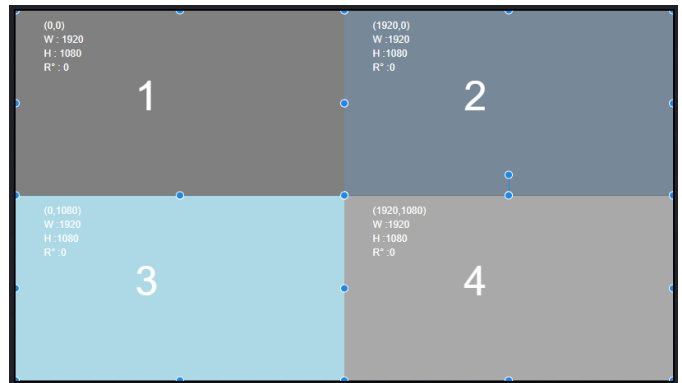 (0,0)
W : 1920
H : 1080
R° : 0
1
(1920,0)
W :1920
H :1080
R° :0
2
(0,1080)
W :1920
H :1080
R° :0
3
(1920,1080)
W :1920
H :1080
R° :0
4